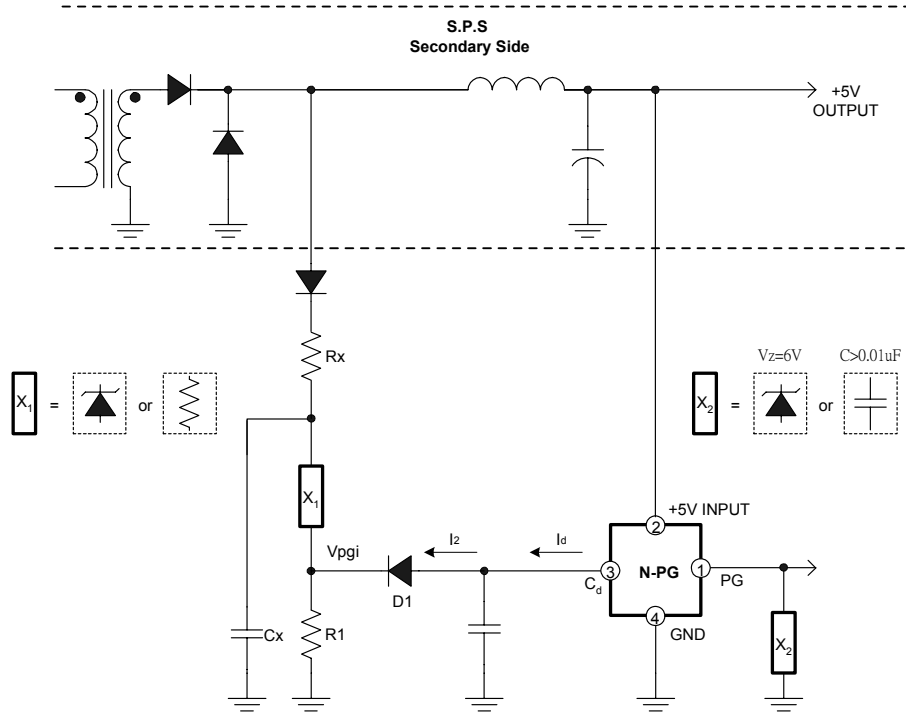 S.P.S
Secondary Side
+5V
OUTPUT
Rx
Vz=6V
C>0.01uF
X1
=
or
X2
=
or
X1
+5V INPUT
2
Vpgi
I2
Id
3
N-PG
1
Cd
PG
D1
4
GND
Cx
R1
X2